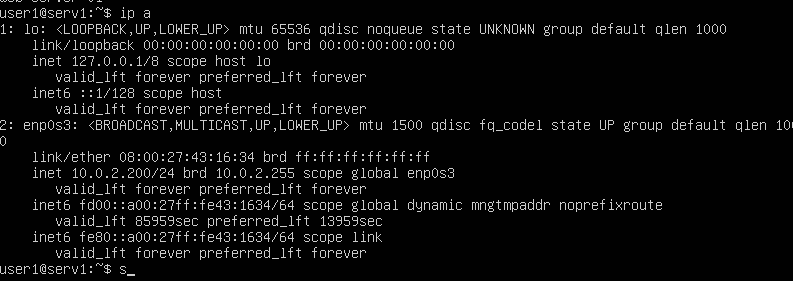 user1@serv1:~$ ip a
1: lo: <LOOPBACK,UP,LOWER_UP> mtu 65536 qdisc noqueue state UNKNOWN group default qlen 1000
    link/loopback 00:00:00:00:00:00 brd 00:00:00:00:00:00
    inet 127.0.0.1/8 scope host lo
       valid_lft forever preferred_lft forever
    inet6 ::1/128 scope host
       valid_lft forever preferred_lft forever
2: enp0s3: <BROADCAST,MULTICAST,UP,LOWER_UP> mtu 1500 qdisc fq_codel state UP group default qlen 100
0
    link/ether 08:00:27:43:16:34 brd ff:ff:ff:ff:ff:ff
    inet 10.0.2.200/24 brd 10.0.2.255 scope global enp0s3
       valid_lft forever preferred_lft forever
    inet6 fd00::a00:27ff:fe43:1634/64 scope global dynamic mngtmpaddr noprefixroute
       valid_lft 85959sec preferred_lft 13959sec
    inet6 fe80::a00:27ff:fe43:1634/64 scope link
       valid_lft forever preferred_lft forever
user1@serv1:~$ s_